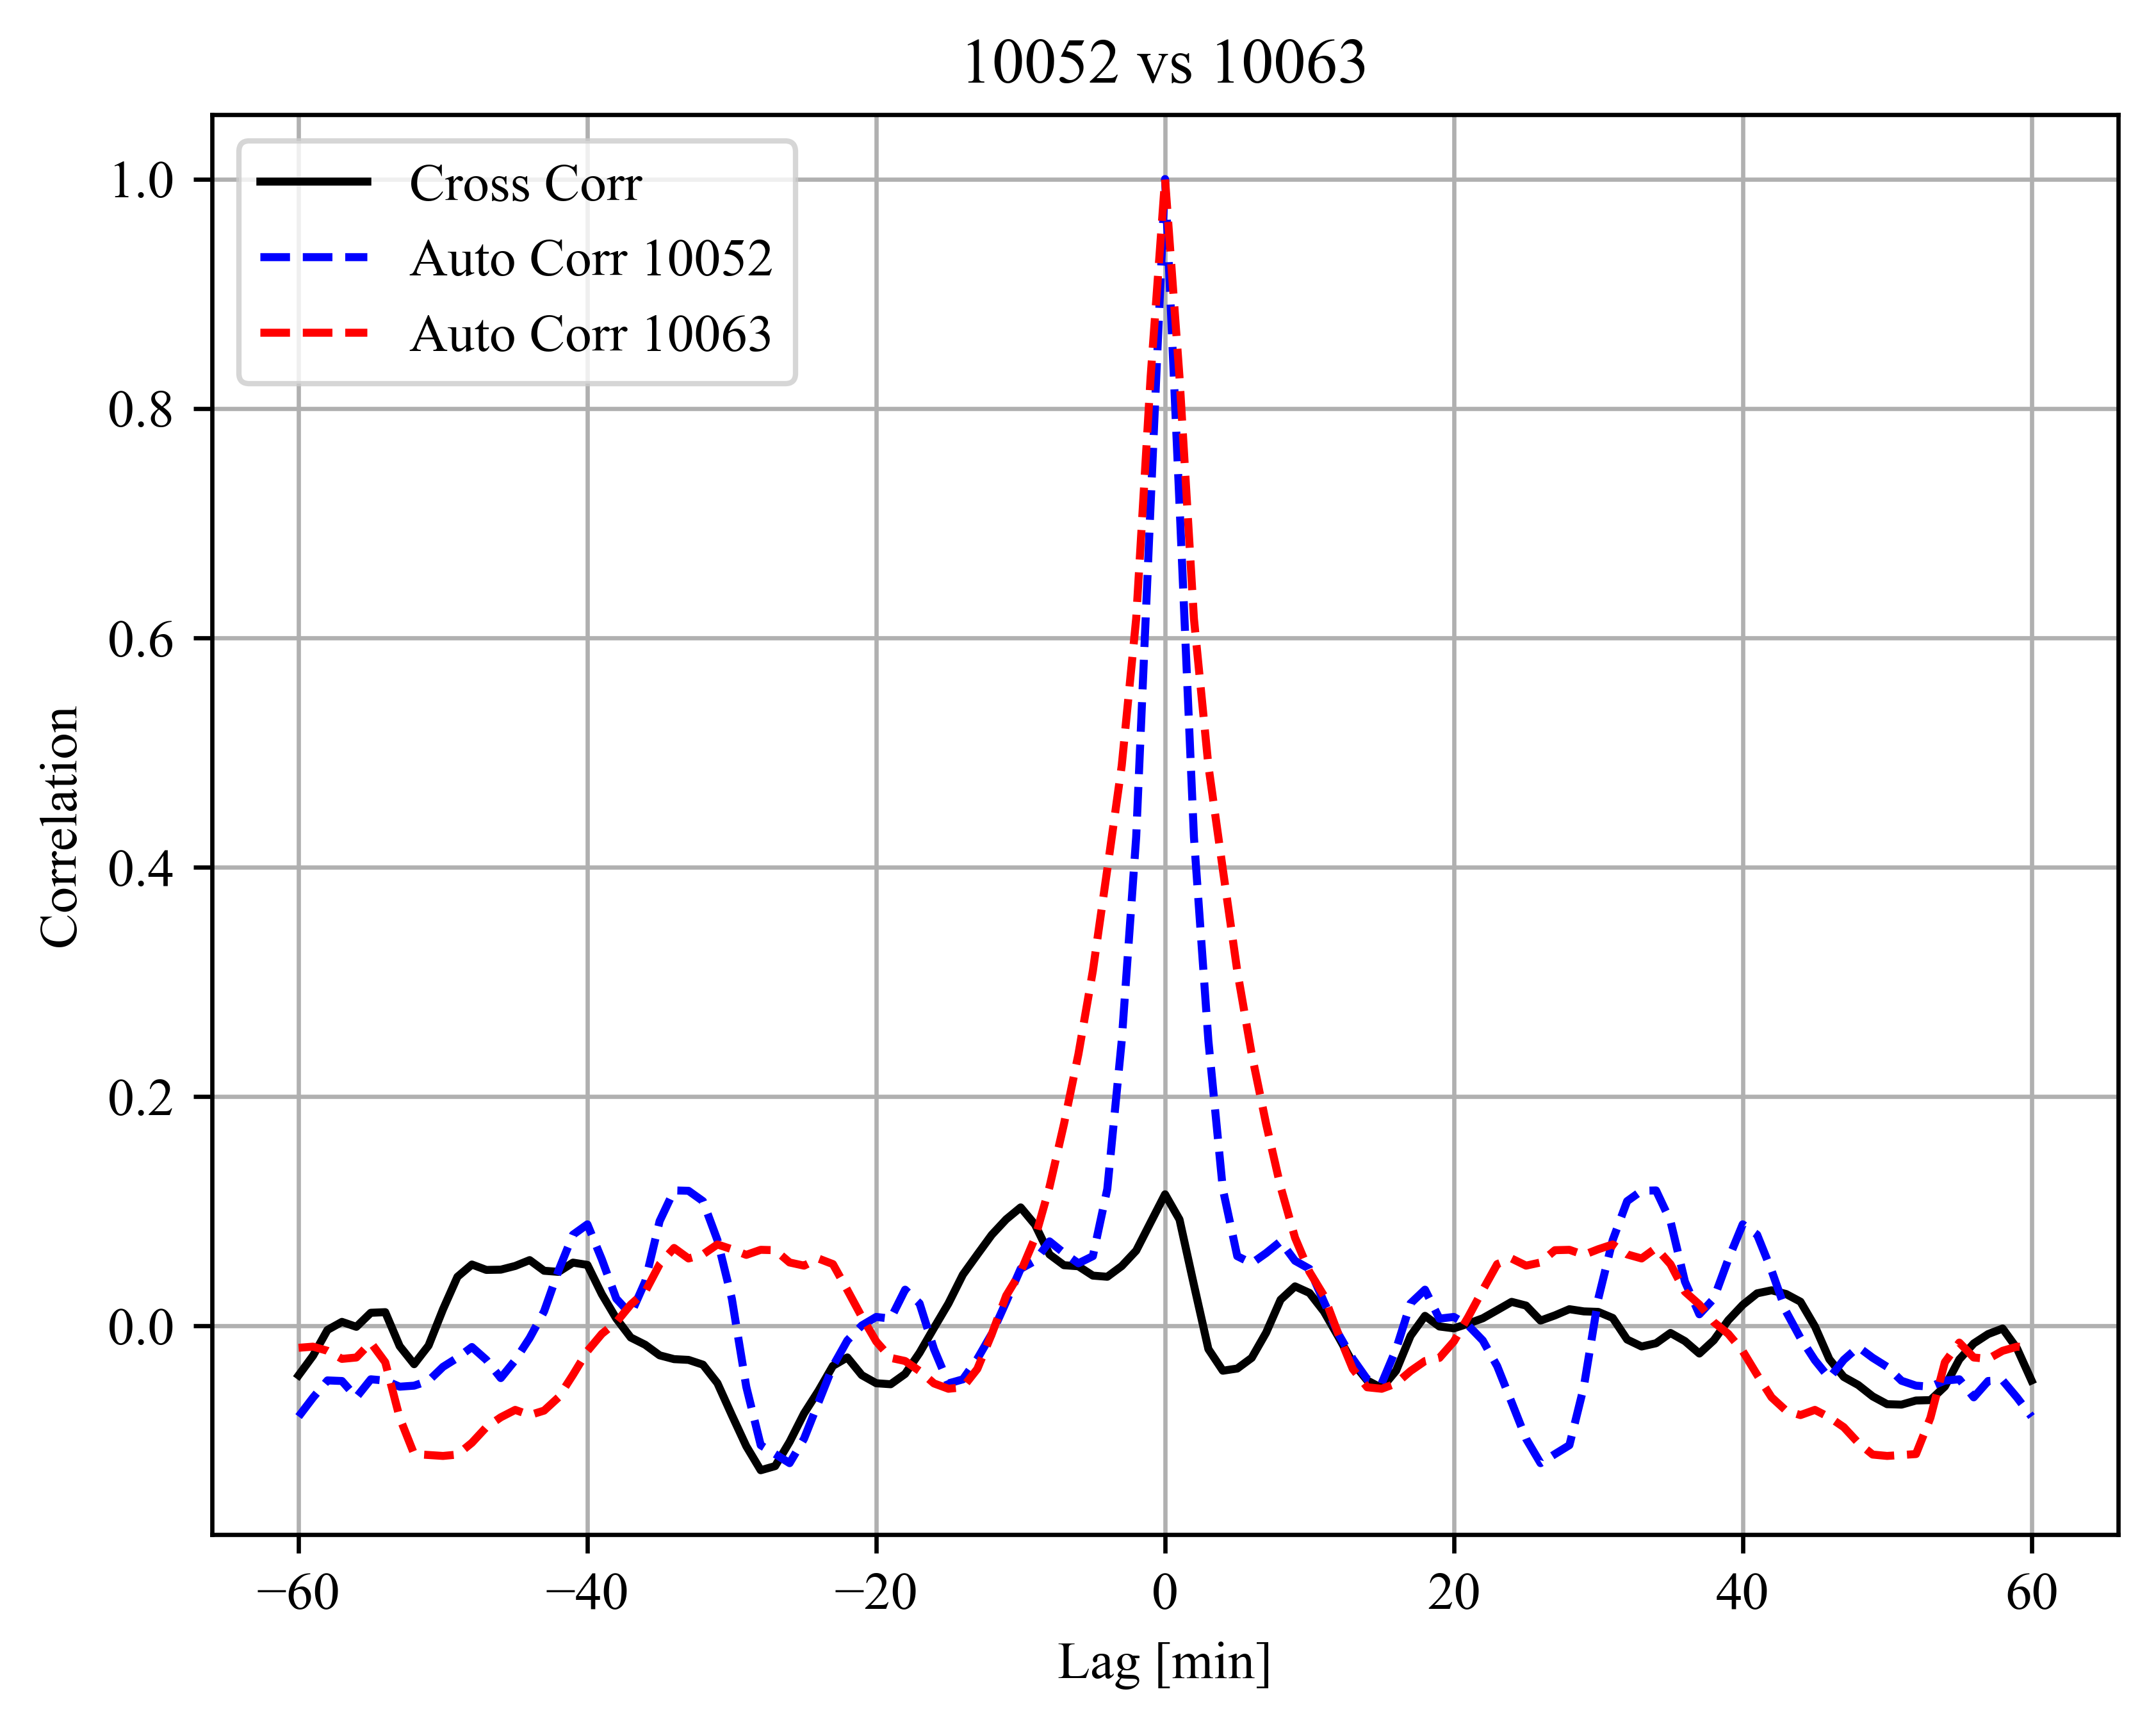 10052 vs 10063
Cross Corr
Auto Corr 10052
Auto Corr 10063
1.0
0.8
0.6
0.4
0.2
0.0
Correlation
−60 −40 −20 0 20 40 60
Lag [min]